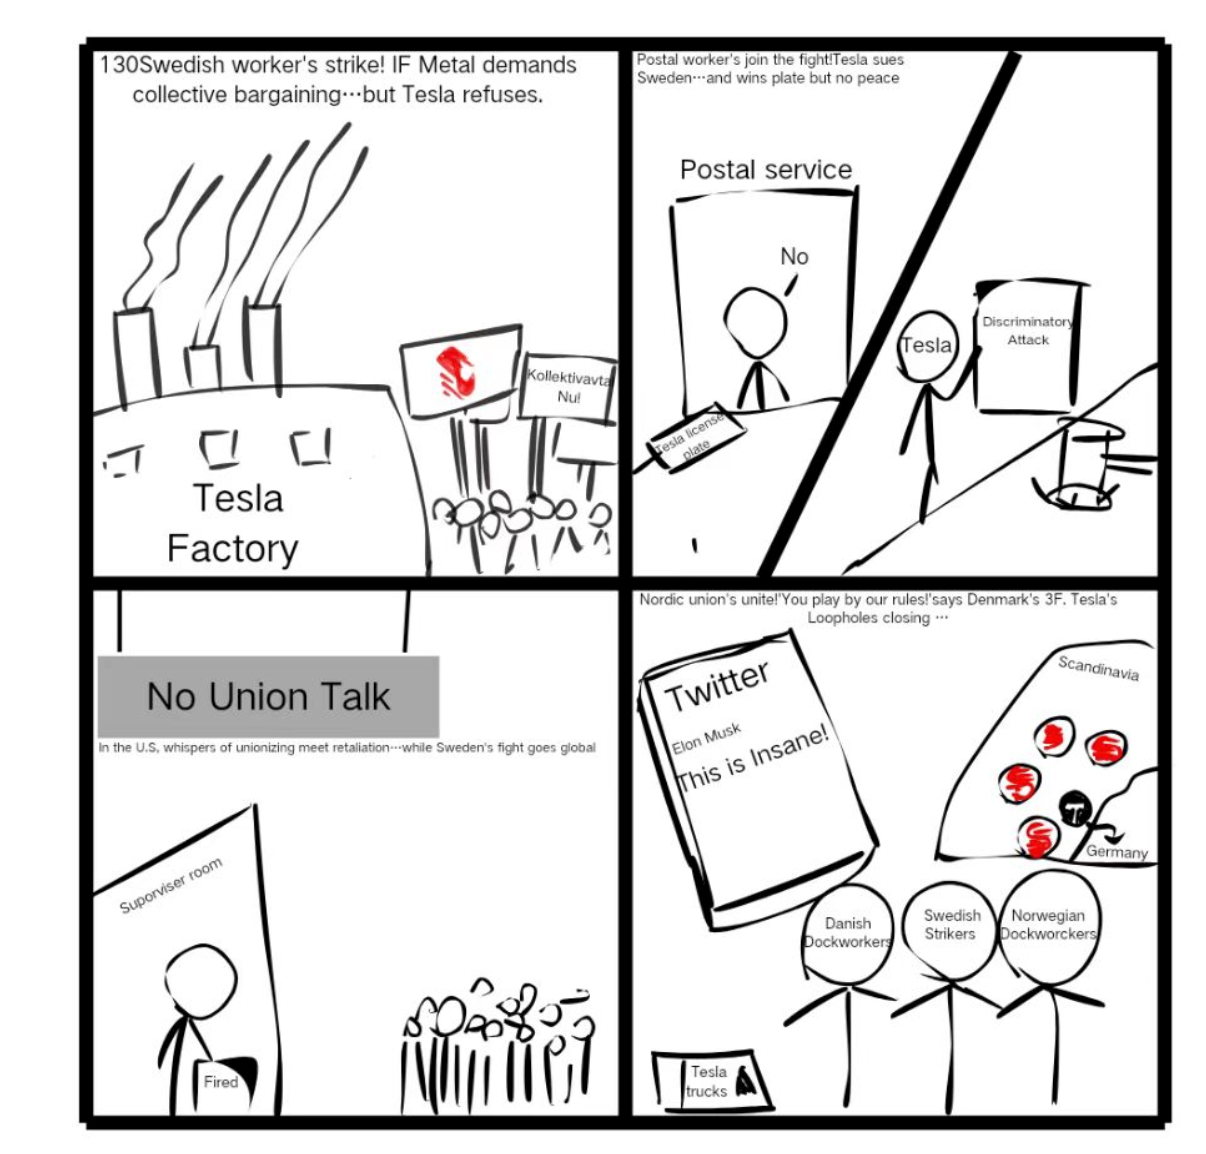 130Swedish worker's strike! IF Metal demands
collective bargaining···but Tesla refuses.
Kollektivavta
Nu!
Tesla
Factory
Postal worker's join the fight!Tesla sues
Sweden···and wins plate but no peace
Postal service
No
Tesla license
plate
Tesla
Discriminatory
Attack
No Union Talk
In the U.S, whispers of unionizing meet retaliation···while Sweden's fight goes global
Suporviser room
Fired
Nordic union's unite!'You play by our rules!'says Denmark's 3F. Tesla's
Loopholes closing ···
Twitter
Elon Musk
This is Insane!
Scandinavia
T
Germany
Danish
Dockworkers
Swedish
Strikers
Norwegian
Dockworckers
Tesla
trucks